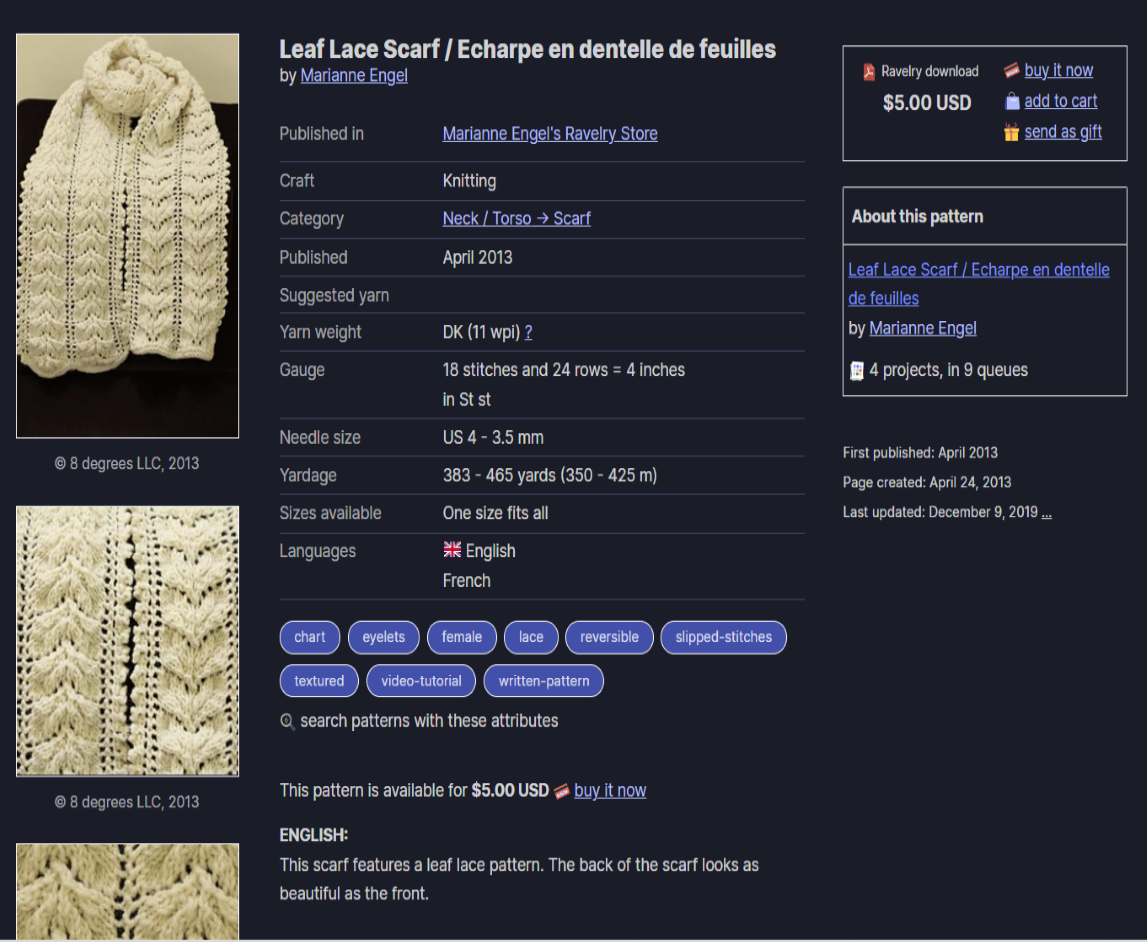 Leaf Lace Scarf / Echarpe en dentelle de feuilles
by Marianne Engel
Published in Marianne Engel's Ravelry Store
Craft Knitting
Category Neck / Torso → Scarf
Published April 2013
Suggested yarn
Yarn weight DK (11 wpi) ?
Gauge 18 stitches and 24 rows = 4 inches
in St st
Needle size US 4 - 3.5 mm
Yardage 383 - 465 yards (350 - 425 m)
Sizes available One size fits all
Languages English
French
chart eyelets female lace reversible slipped-stitches
textured video-tutorial written-pattern
search patterns with these attributes
This pattern is available for $5.00 USD buy it now
ENGLISH:
This scarf features a leaf lace pattern. The back of the scarf looks as
beautiful as the front.
© 8 degrees LLC, 2013
© 8 degrees LLC, 2013
Ravelry download
$5.00 USD
buy it now
add to cart
send as gift
About this pattern
Leaf Lace Scarf / Echarpe en dentelle
de feuilles
by Marianne Engel
4 projects, in 9 queues
First published: April 2013
Page created: April 24, 2013
Last updated: December 9, 2019 ...